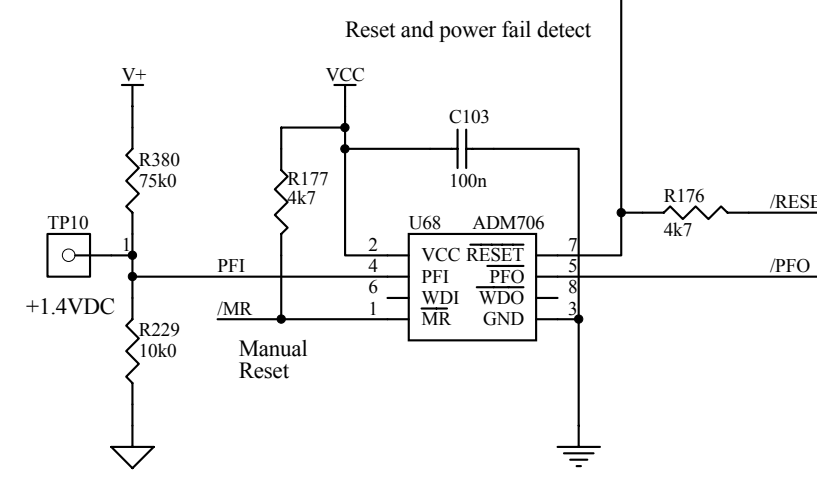 Reset and power fail detect
V+
VCC
C103
100n
R380
75k0
R177
4k7
R176
4k7
/RESE
TP10
1
U68
ADM706
2
VCC
RESET
7
PFI
4
PFI
PFO
5
/PFO
6
WDI
WDO
8
/MR
1
MR
GND
3
+1.4VDC
R229
10k0
Manual
Reset